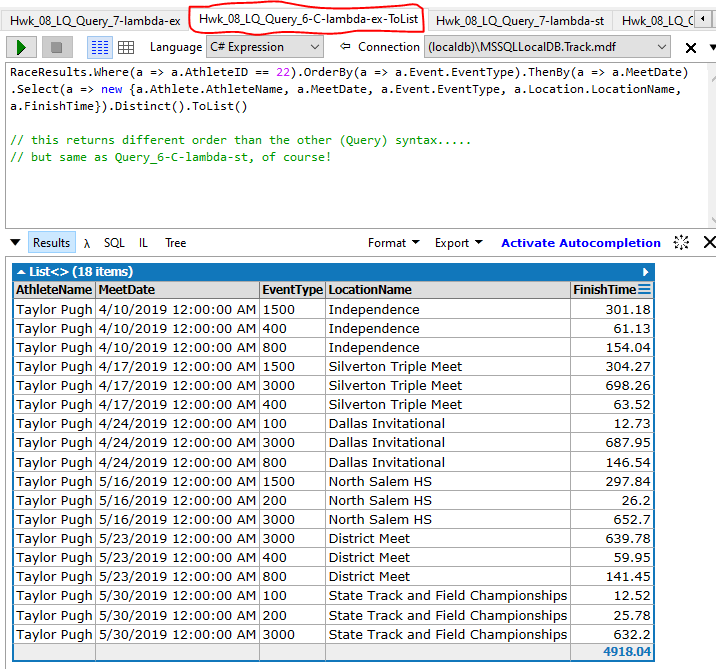 Hwk_08_LQ_Query_7-lambda-ex Hwk_08_LQ_Query_6-C-lambda-ex-ToList Hwk_08_LQ_Query_7-lambda-st Hwk_08_LQ_
Language C# Expression Connection (localdb)\MSSQLLocalDB.Track.mdf
RaceResults.Where(a => a.AthleteID == 22).OrderBy(a => a.Event.EventType).ThenBy(a => a.MeetDate)
.Select(a => new {a.Athlete.AthleteName, a.MeetDate, a.Event.EventType, a.Location.LocationName,
a.FinishTime}).Distinct().ToList()
// this returns different order than the other (Query) syntax.....
// but same as Query_6-C-lambda-st, of course!
Results λ SQL IL Tree Format Export Activate Autocompletion
List<> (18 items)
AthleteName MeetDate EventType LocationName FinishTime
Taylor Pugh 4/10/2019 12:00:00 AM 1500 Independence 301.18
Taylor Pugh 4/10/2019 12:00:00 AM 400 Independence 61.13
Taylor Pugh 4/10/2019 12:00:00 AM 800 Independence 154.04
Taylor Pugh 4/17/2019 12:00:00 AM 1500 Silverton Triple Meet 304.27
Taylor Pugh 4/17/2019 12:00:00 AM 3000 Silverton Triple Meet 698.26
Taylor Pugh 4/17/2019 12:00:00 AM 400 Silverton Triple Meet 63.52
Taylor Pugh 4/24/2019 12:00:00 AM 100 Dallas Invitational 12.73
Taylor Pugh 4/24/2019 12:00:00 AM 3000 Dallas Invitational 687.95
Taylor Pugh 4/24/2019 12:00:00 AM 800 Dallas Invitational 146.54
Taylor Pugh 5/16/2019 12:00:00 AM 1500 North Salem HS 297.84
Taylor Pugh 5/16/2019 12:00:00 AM 200 North Salem HS 26.2
Taylor Pugh 5/16/2019 12:00:00 AM 3000 North Salem HS 652.7
Taylor Pugh 5/23/2019 12:00:00 AM 3000 District Meet 639.78
Taylor Pugh 5/23/2019 12:00:00 AM 400 District Meet 59.95
Taylor Pugh 5/23/2019 12:00:00 AM 800 District Meet 141.45
Taylor Pugh 5/30/2019 12:00:00 AM 100 State Track and Field Championships 12.52
Taylor Pugh 5/30/2019 12:00:00 AM 200 State Track and Field Championships 25.78
Taylor Pugh 5/30/2019 12:00:00 AM 3000 State Track and Field Championships 632.2
4918.04